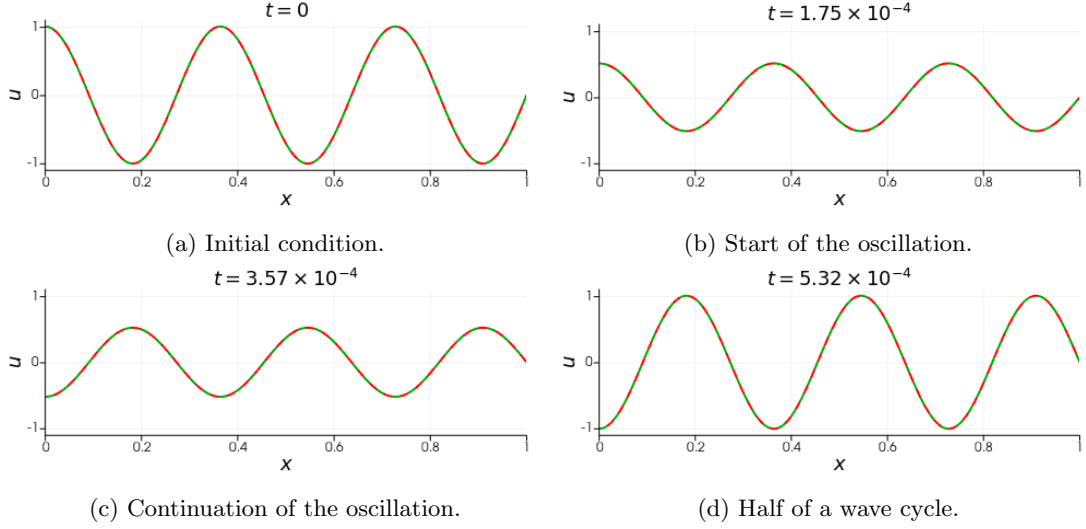 t = 0
1
0
-1
u
0 0.2 0.4 0.6 0.8 1
x
(a) Initial condition.
t = 1.75 × 10⁻⁴
1
0
-1
u
0 0.2 0.4 0.6 0.8 1
x
(b) Start of the oscillation.
t = 3.57 × 10⁻⁴
1
0
-1
u
0 0.2 0.4 0.6 0.8 1
x
(c) Continuation of the oscillation.
t = 5.32 × 10⁻⁴
1
0
-1
u
0 0.2 0.4 0.6 0.8 1
x
(d) Half of a wave cycle.